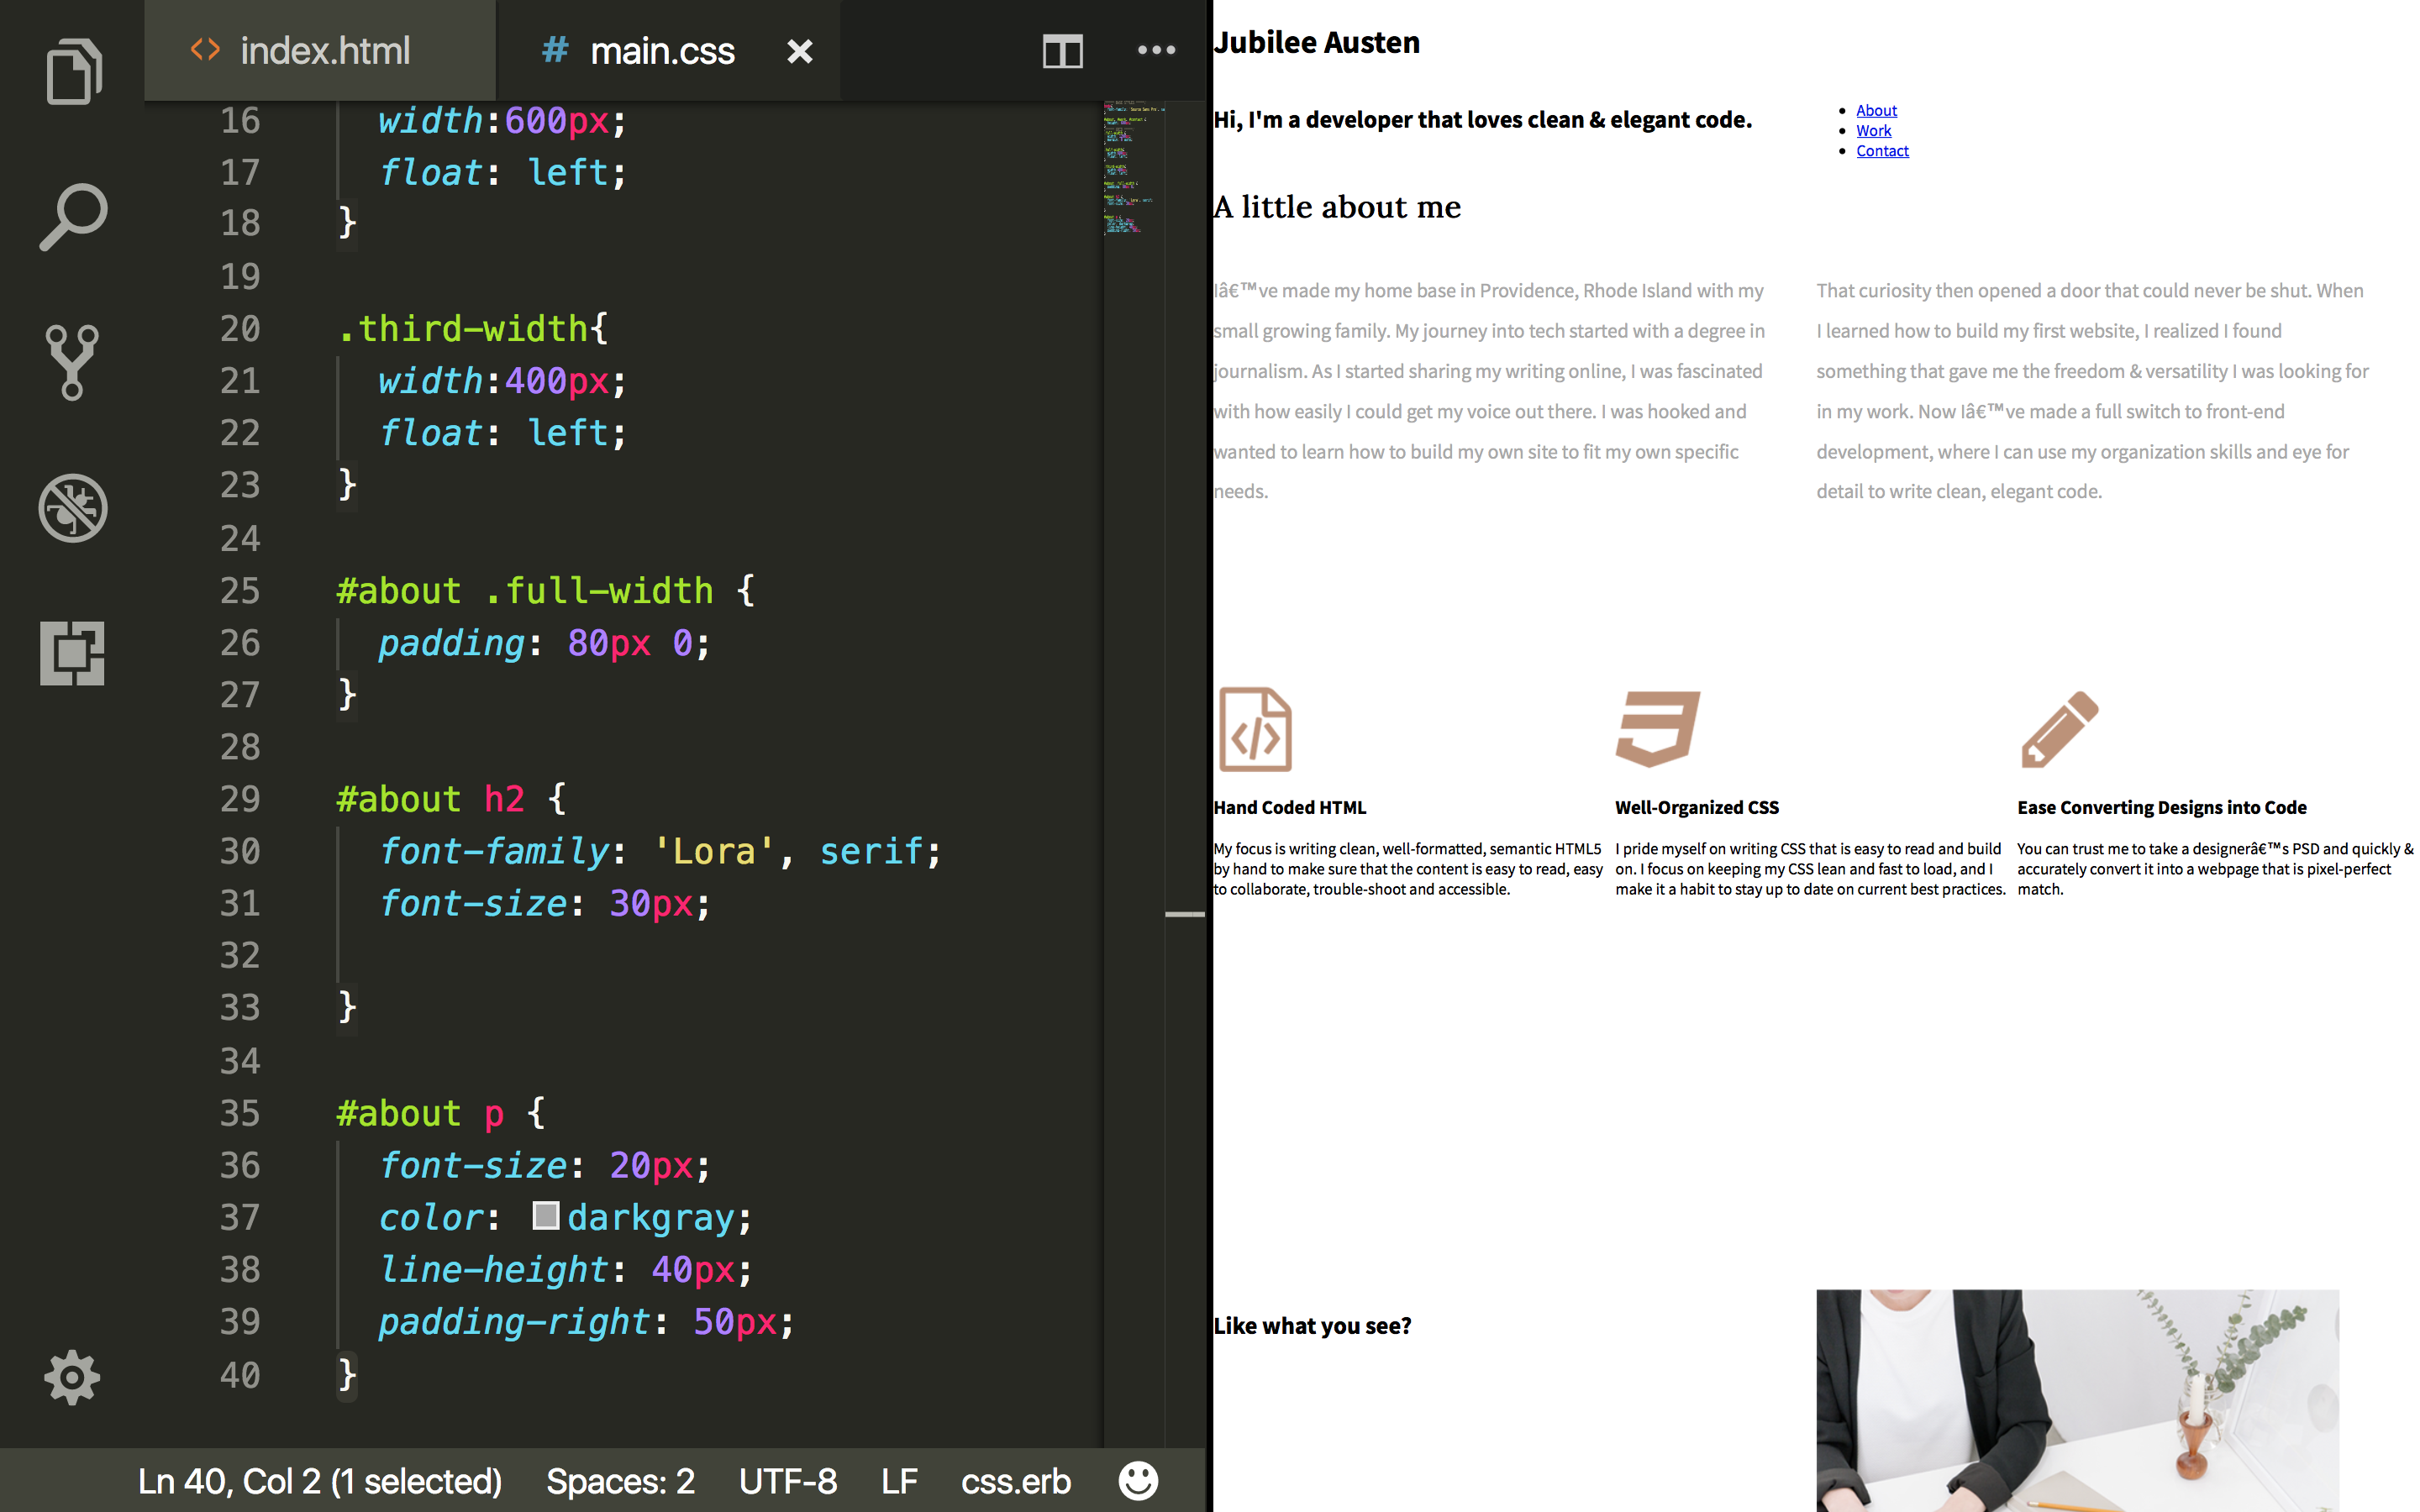 index.html
# main.css
16 width:600px;
17 float: left;
18 }
19
20 .third-width{
21 width:400px;
22 float: left;
23 }
24
25 #about .full-width {
26 padding: 80px 0;
27 }
28
29 #about h2 {
30 font-family: 'Lora', serif;
31 font-size: 30px;
32
33 }
34
35 #about p {
36 font-size: 20px;
37 color: darkgray;
38 line-height: 40px;
39 padding-right: 50px;
40 }
Ln 40, Col 2 (1 selected) Spaces: 2 UTF-8 LF css.erb
Jubilee Austen
Hi, I'm a developer that loves clean & elegant code.
About
Work
Contact
A little about me
Iâ€™ve made my home base in Providence, Rhode Island with my
small growing family. My journey into tech started with a degree in
journalism. As I started sharing my writing online, I was fascinated
with how easily I could get my voice out there. I was hooked and
wanted to learn how to build my own site to fit my own specific
needs.
That curiosity then opened a door that could never be shut. When
I learned how to build my first website, I realized I found
something that gave me the freedom & versatility I was looking for
in my work. Now Iâ€™ve made a full switch to front-end
development, where I can use my organization skills and eye for
detail to write clean, elegant code.
Hand Coded HTML
My focus is writing clean, well-formatted, semantic HTML5
by hand to make sure that the content is easy to read, easy
to collaborate, trouble-shoot and accessible.
Well-Organized CSS
I pride myself on writing CSS that is easy to read and build
on. I focus on keeping my CSS lean and fast to load, and I
make it a habit to stay up to date on current best practices.
Ease Converting Designs into Code
You can trust me to take a designerâ€™s PSD and quickly &
accurately convert it into a webpage that is pixel-perfect
match.
Like what you see?